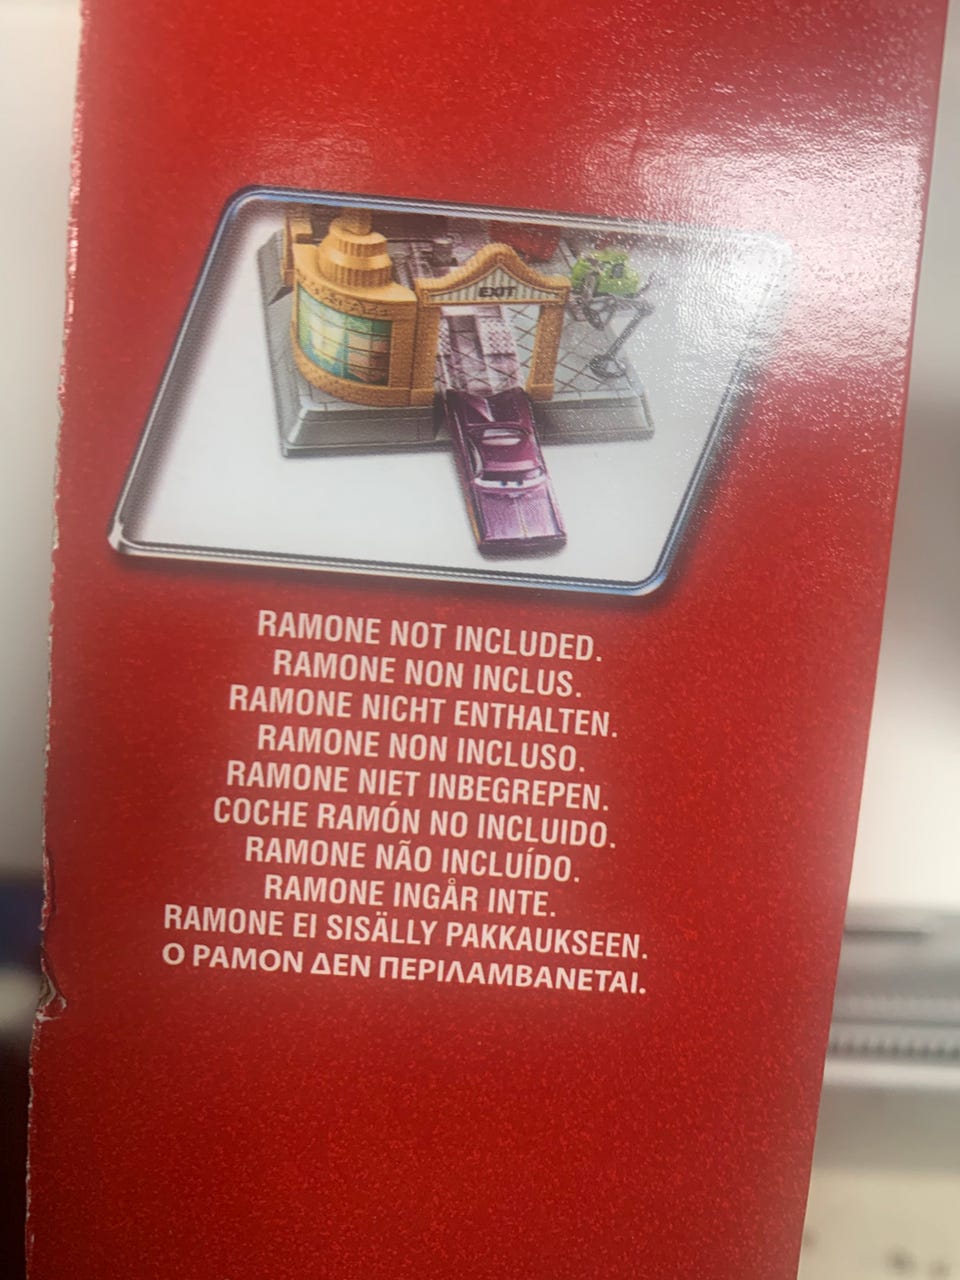 EXIT
RAMONE NOT INCLUDED.
RAMONE NON INCLUS.
RAMONE NICHT ENTHALTEN.
RAMONE NON INCLUSO.
RAMONE NIET INBEGREPEN.
COCHE RAMÓN NO INCLUIDO.
RAMONE NÃO INCLUÍDO.
RAMONE INGÅR INTE.
RAMONE EI SISÄLLY PAKKAUKSEEN.
Ο ΡΑΜΟΝ ΔΕΝ ΠΕΡΙΛΑΜΒΑΝΕΤΑΙ.